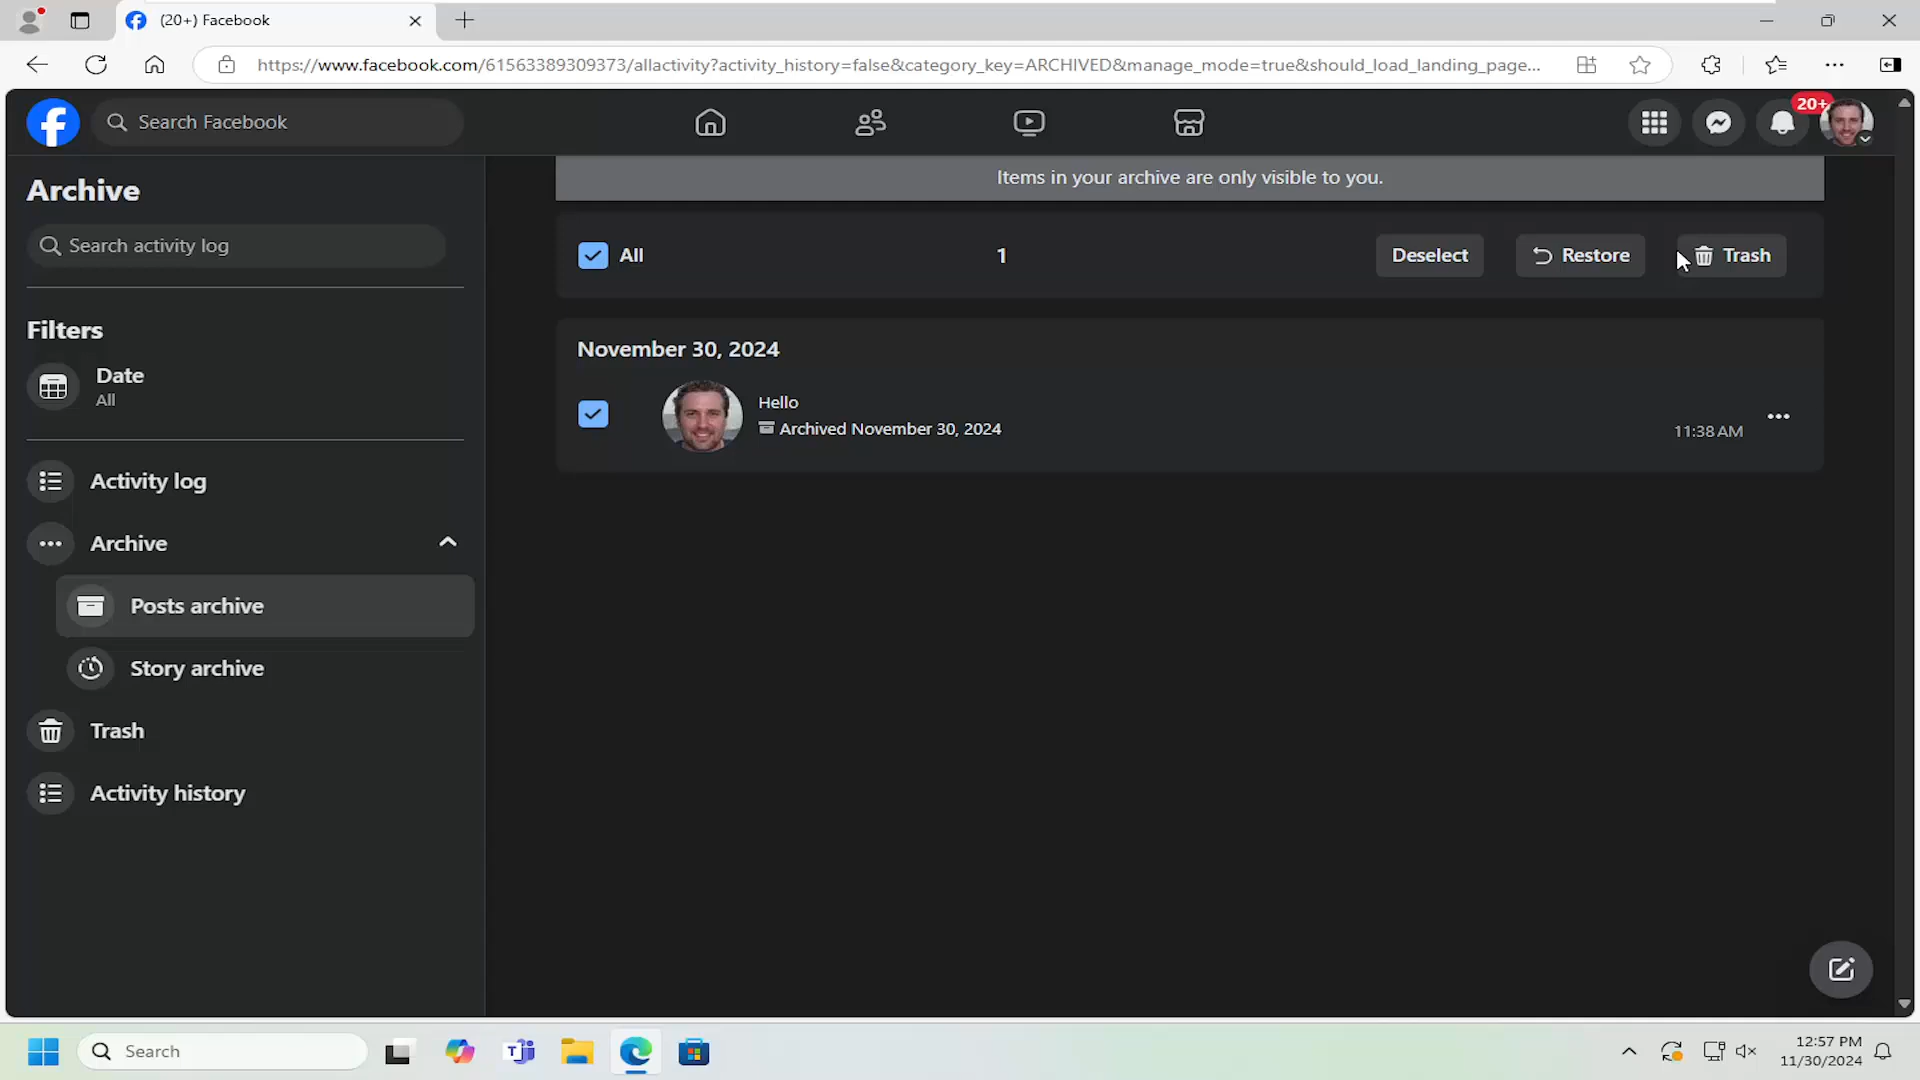 (20+) Facebook
https://www.facebook.com/61563389309373/allactivity?activity_history=false&category_key=ARCHIVED&manage_mode=true&should_load_landing_page...
Search Facebook
20+
Archive
Search activity log
Filters
Date
All
Activity log
Archive
Posts archive
Story archive
Trash
Activity history
Items in your archive are only visible to you.
All
1
Deselect
Restore
Trash
November 30, 2024
Hello
Archived November 30, 2024
11:38 AM
Search
12:57 PM
11/30/2024